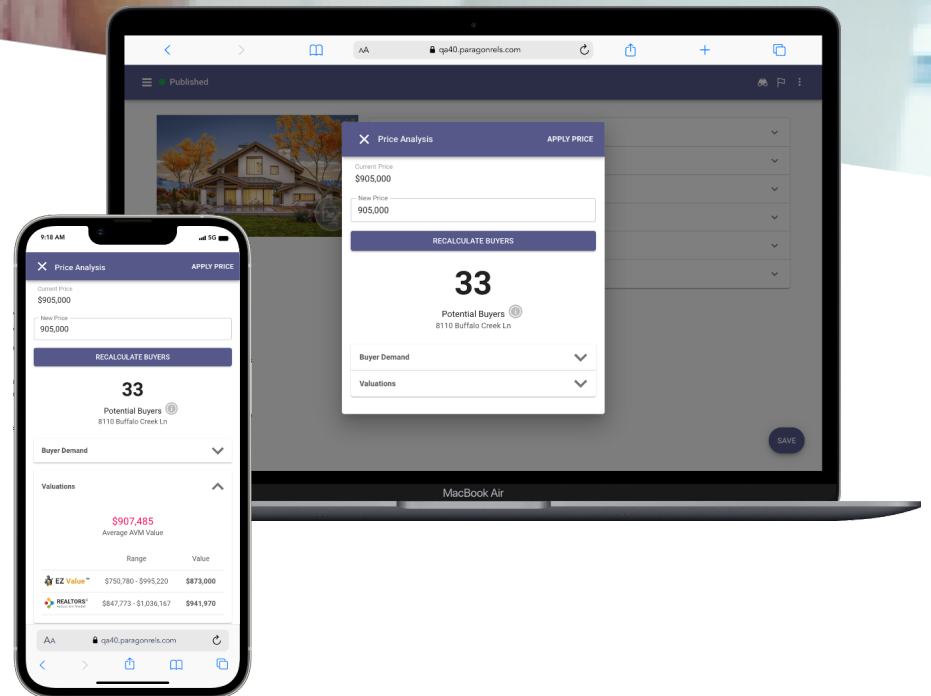 AA
qa40.paragonrels.com
Published
Price Analysis
APPLY PRICE
Current Price
$905,000
New Price
905,000
RECALCULATE BUYERS
33
Potential Buyers
8110 Buffalo Creek Ln
Buyer Demand
Valuations
SAVE
MacBook Air
9:18 AM
5G
Price Analysis
APPLY PRICE
Current Price
$905,000
New Price
905,000
RECALCULATE BUYERS
33
Potential Buyers
8110 Buffalo Creek Ln
Buyer Demand
Valuations
$907,485
Average AVM Value
Range Value
EZ Value™ $750,780 - $995,220 $873,000
REALTORS® $847,773 - $1,036,167 $941,970
AA
qa40.paragonrels.com